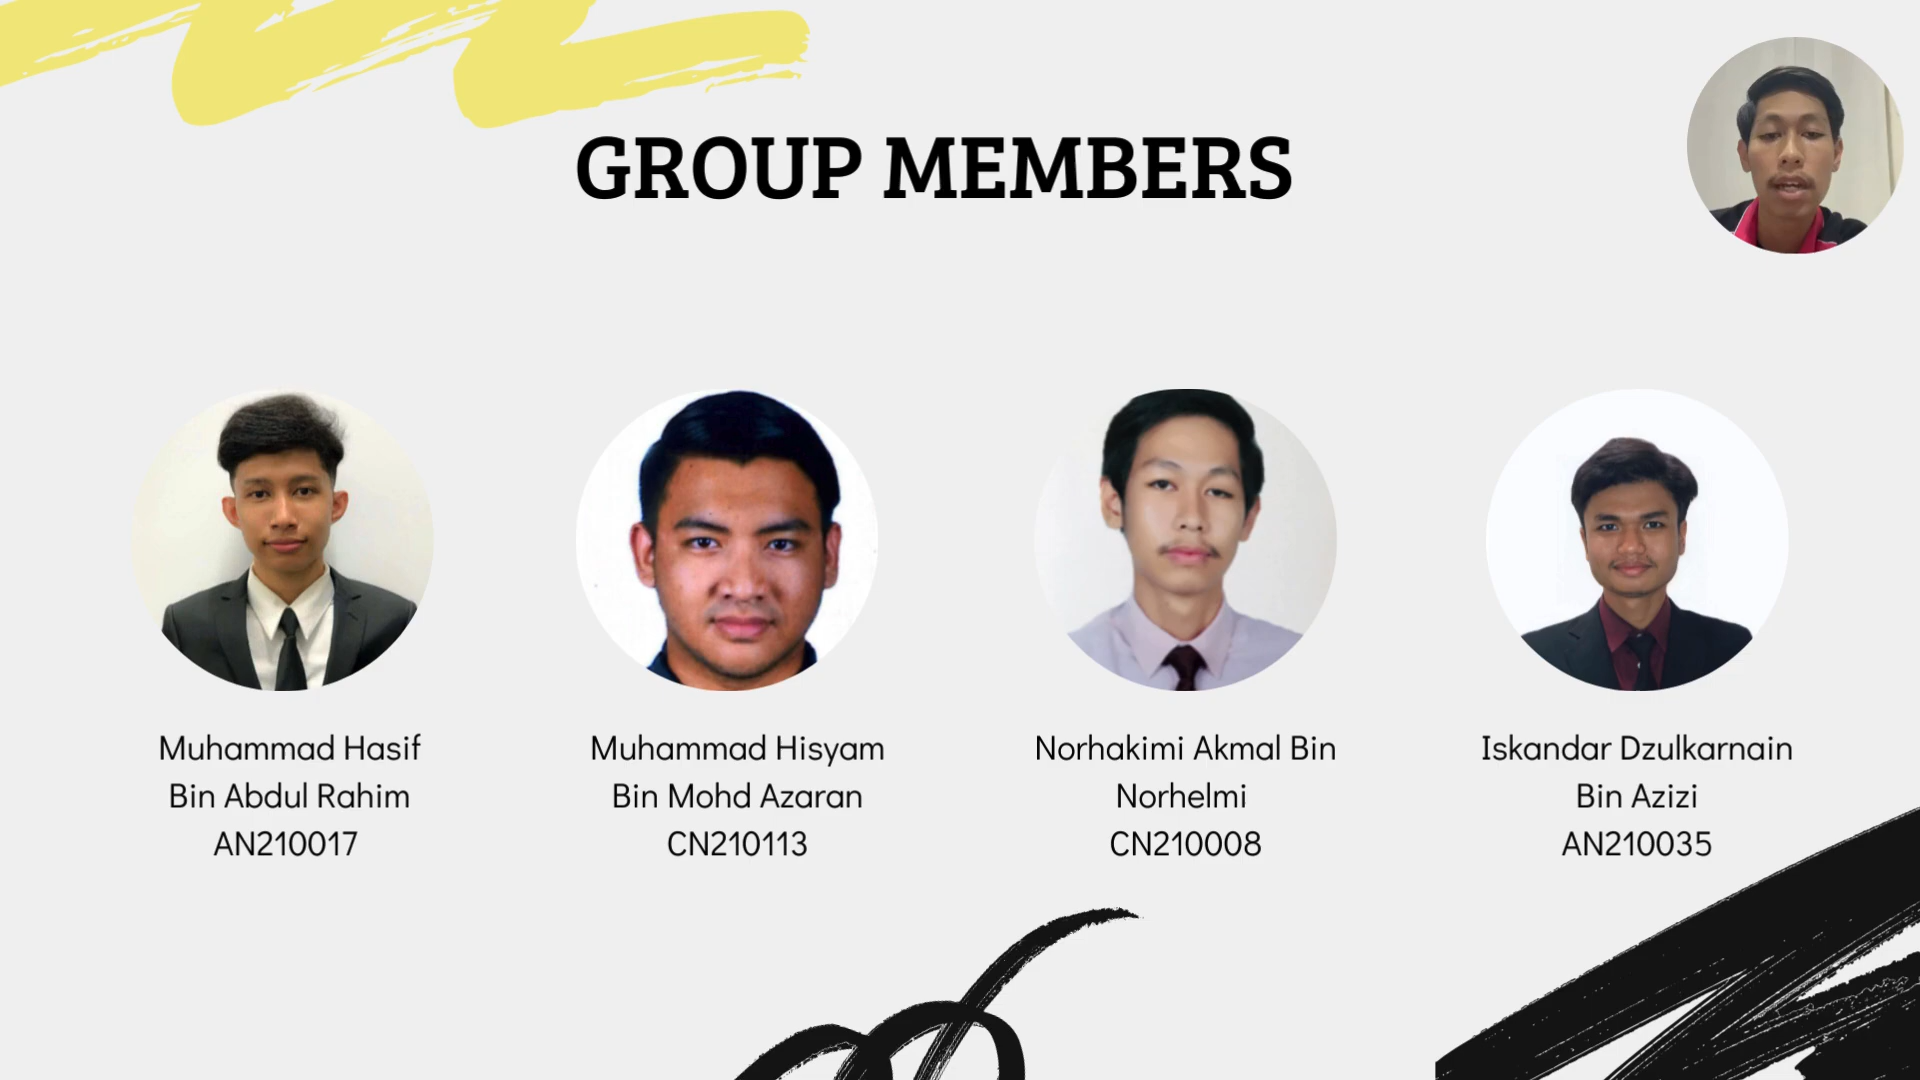 GROUP MEMBERS
Muhammad Hasif
Bin Abdul Rahim
AN210017
Muhammad Hisyam
Bin Mohd Azaran
CN210113
Norhakimi Akmal Bin
Norhelmi
CN210008
Iskandar Dzulkarnain
Bin Azizi
AN210035